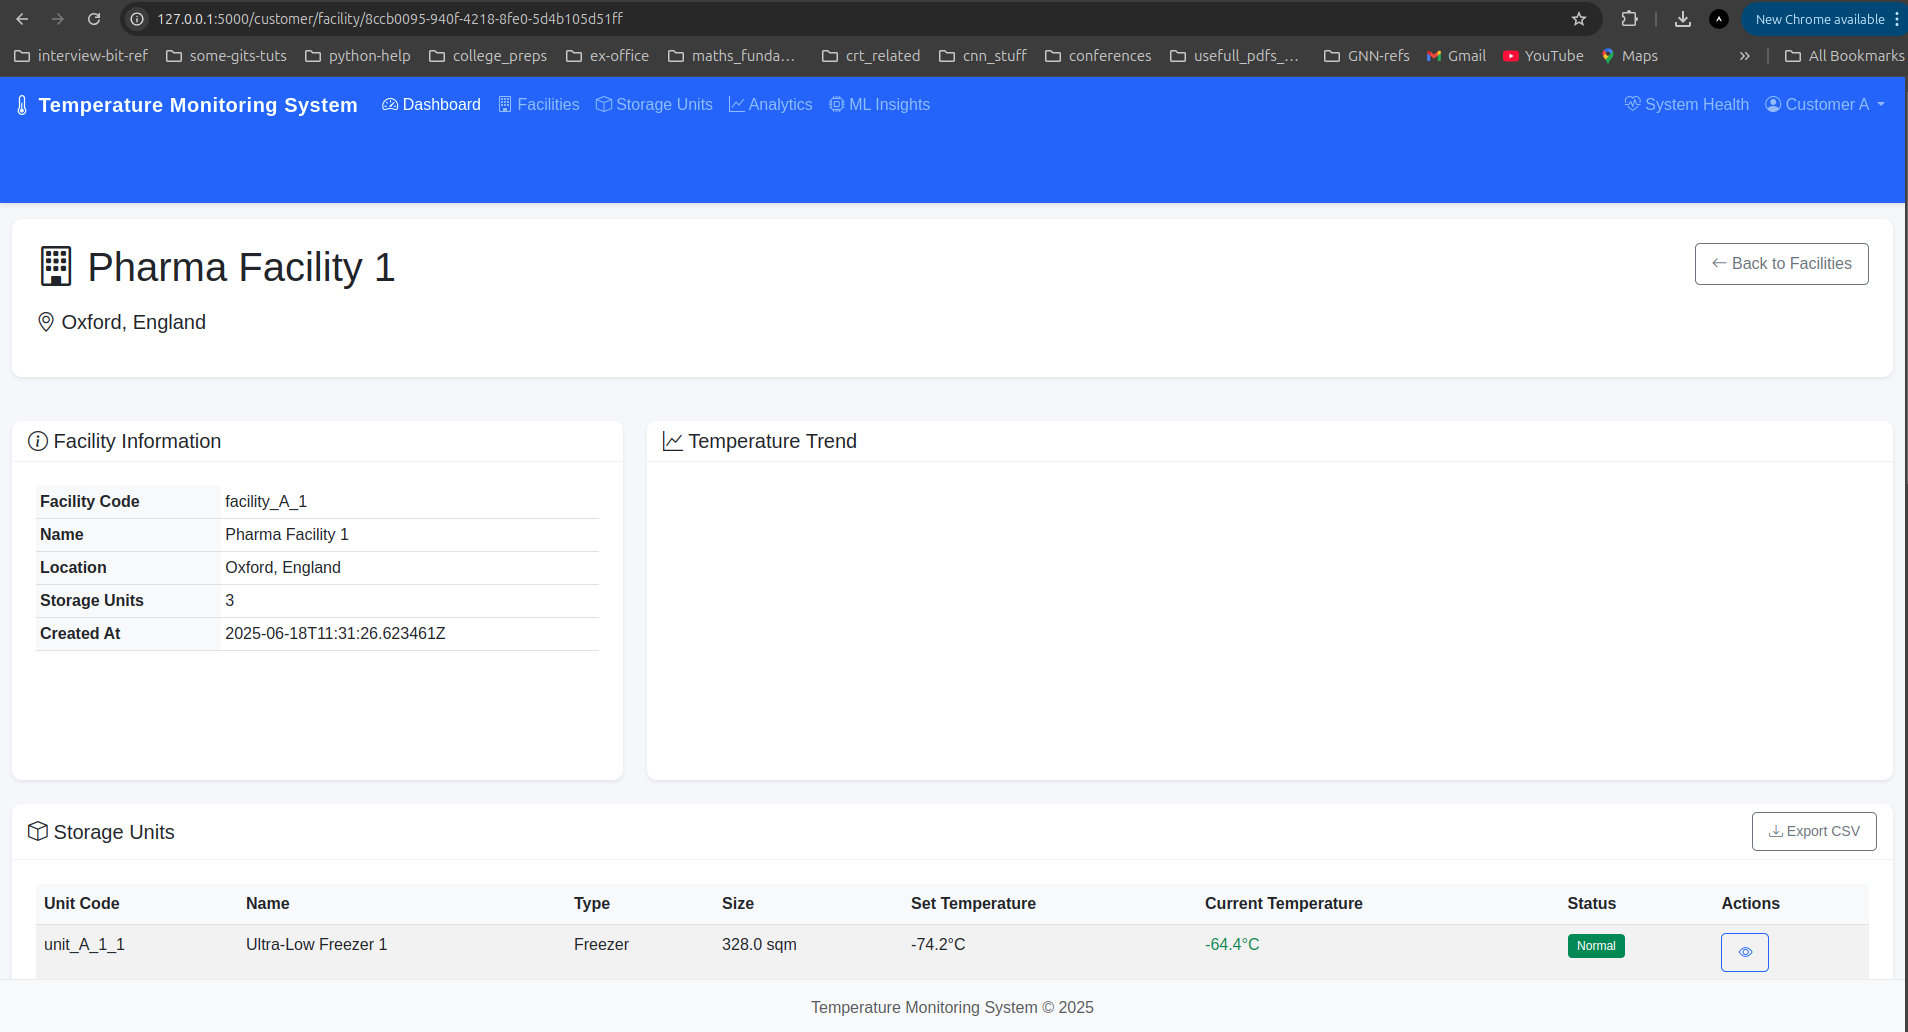 127.0.0.1:5000/customer/facility/8ccb0095-940f-4218-8fe0-5d4b105d51ff
New Chrome available
interview-bit-ref some-gits-tuts python-help college_preps ex-office maths_funda... crt_related cnn_stuff conferences usefull_pdfs_... GNN-refs Gmail YouTube Maps » All Bookmarks
Temperature Monitoring System Dashboard Facilities Storage Units Analytics ML Insights System Health Customer A
Pharma Facility 1
Back to Facilities
Oxford, England
Facility Information
Facility Code facility_A_1
Name Pharma Facility 1
Location Oxford, England
Storage Units 3
Created At 2025-06-18T11:31:26.623461Z
Temperature Trend
Storage Units
Export CSV
Unit Code Name Type Size Set Temperature Current Temperature Status Actions
unit_A_1_1 Ultra-Low Freezer 1 Freezer 328.0 sqm -74.2°C -64.4°C Normal
Temperature Monitoring System © 2025